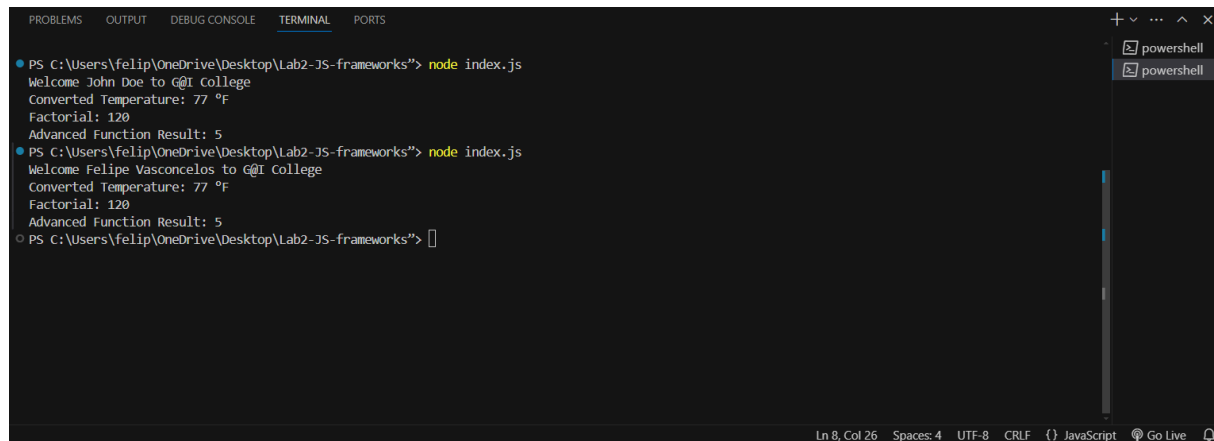 PROBLEMS OUTPUT DEBUG CONSOLE TERMINAL PORTS
powershell
powershell
PS C:\Users\felip\OneDrive\Desktop\Lab2-JS-frameworks”> node index.js
Welcome John Doe to G@I College
Converted Temperature: 77 ºF
Factorial: 120
Advanced Function Result: 5
PS C:\Users\felip\OneDrive\Desktop\Lab2-JS-frameworks”> node index.js
Welcome Felipe Vasconcelos to G@I College
Converted Temperature: 77 ºF
Factorial: 120
Advanced Function Result: 5
PS C:\Users\felip\OneDrive\Desktop\Lab2-JS-frameworks”>
Ln 8, Col 26 Spaces: 4 UTF-8 CRLF {} JavaScript Go Live